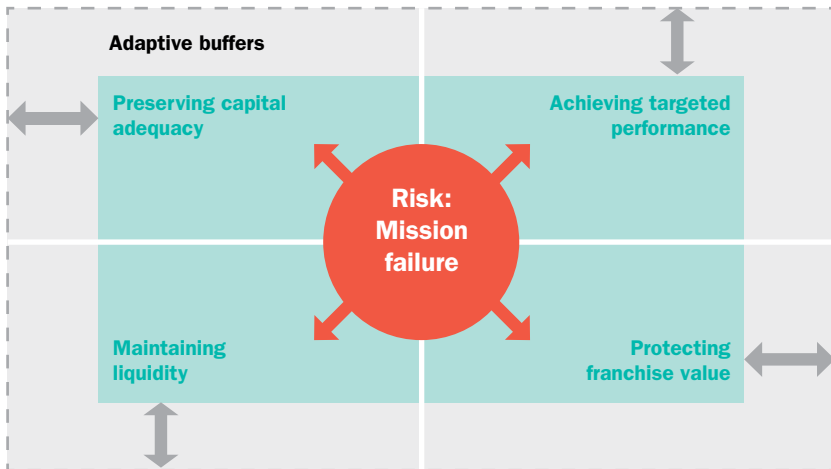 Adaptive buffers
Preserving capital
adequacy
Achieving targeted
performance
Risk:
Mission
failure
Maintaining
liquidity
Protecting
franchise value